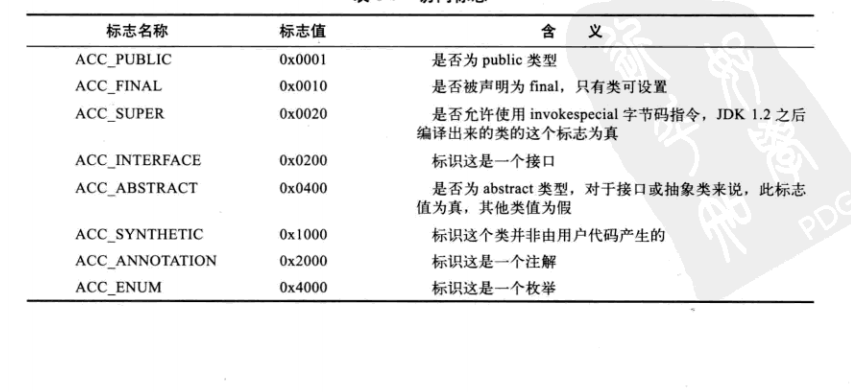 标志名称 标志值 含 义
ACC_PUBLIC 0x0001 是否为 public 类型
ACC_FINAL 0x0010 是否被声明为 final，只有类可设置
ACC_SUPER 0x0020 是否允许使用 invokespecial 字节码指令，JDK 1.2 之后
编译出来的类的这个标志为真
ACC_INTERFACE 0x0200 标识这是一个接口
ACC_ABSTRACT 0x0400 是否为 abstract 类型，对于接口或抽象类来说，此标志
值为真，其他类值为假
ACC_SYNTHETIC 0x1000 标识这个类并非由用户代码产生的
ACC_ANNOTATION 0x2000 标识这是一个注解
ACC_ENUM 0x4000 标识这是一个枚举
PDG